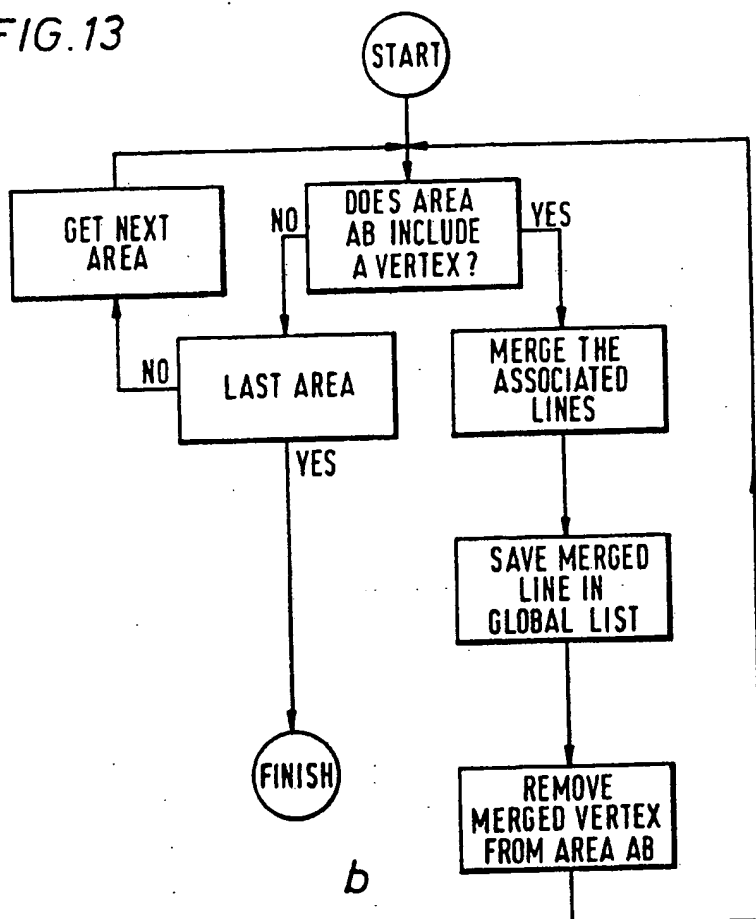 FIG.13
START
GET NEXT
AREA
NO
DOES AREA
AB INCLUDE
A VERTEX?
YES
NO
LAST AREA
YES
MERGE THE
ASSOCIATED
LINES
SAVE MERGED
LINE IN
GLOBAL LIST
FINISH
REMOVE
MERGED VERTEX
FROM AREA AB
b